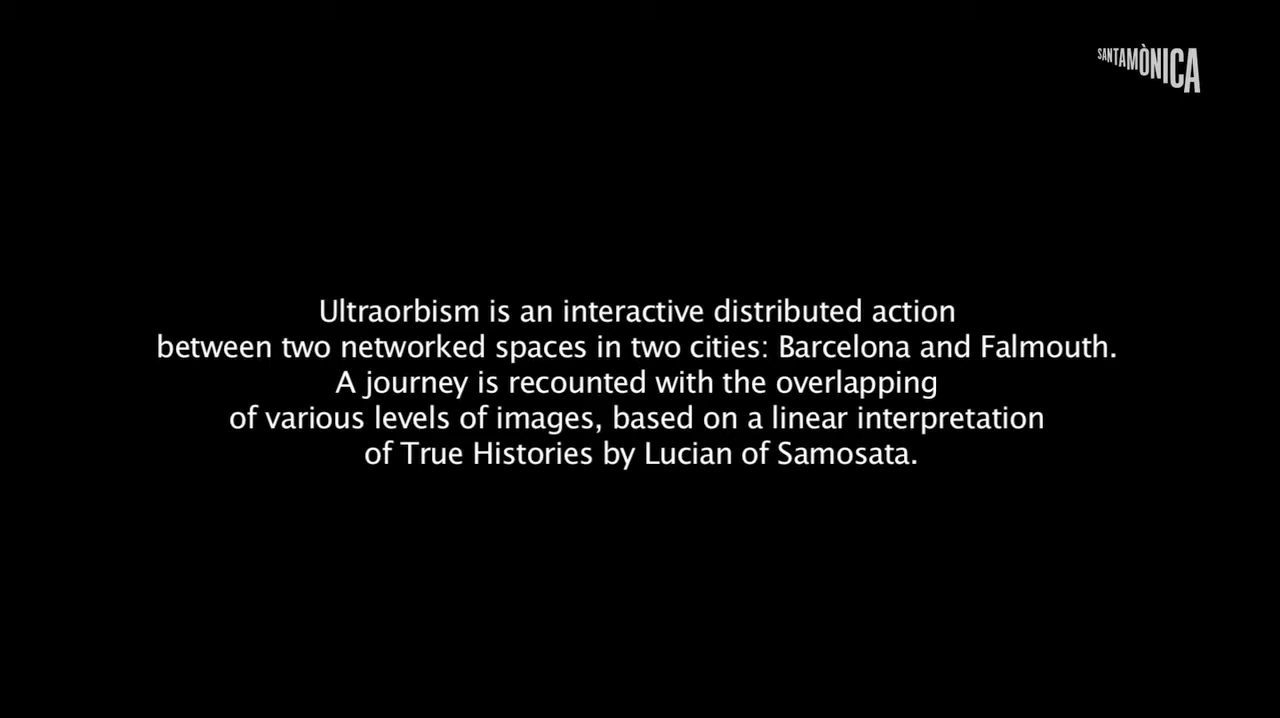 SANTAMÒNICA
Ultraorbism is an interactive distributed action
between two networked spaces in two cities: Barcelona and Falmouth.
A journey is recounted with the overlapping
of various levels of images, based on a linear interpretation
of True Histories by Lucian of Samosata.